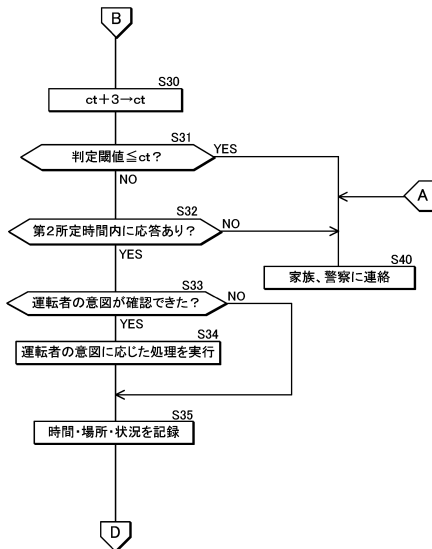 B
S30
ct+3→ct
S31
判定閾値≦ct?
YES
NO
A
S32
第2所定時間内に応答あり?
NO
YES
S40
家族、警察に連絡
S33
運転者の意図が確認できた?
NO
YES
S34
運転者の意図に応じた処理を実行
S35
時間・場所・状況を記録
D